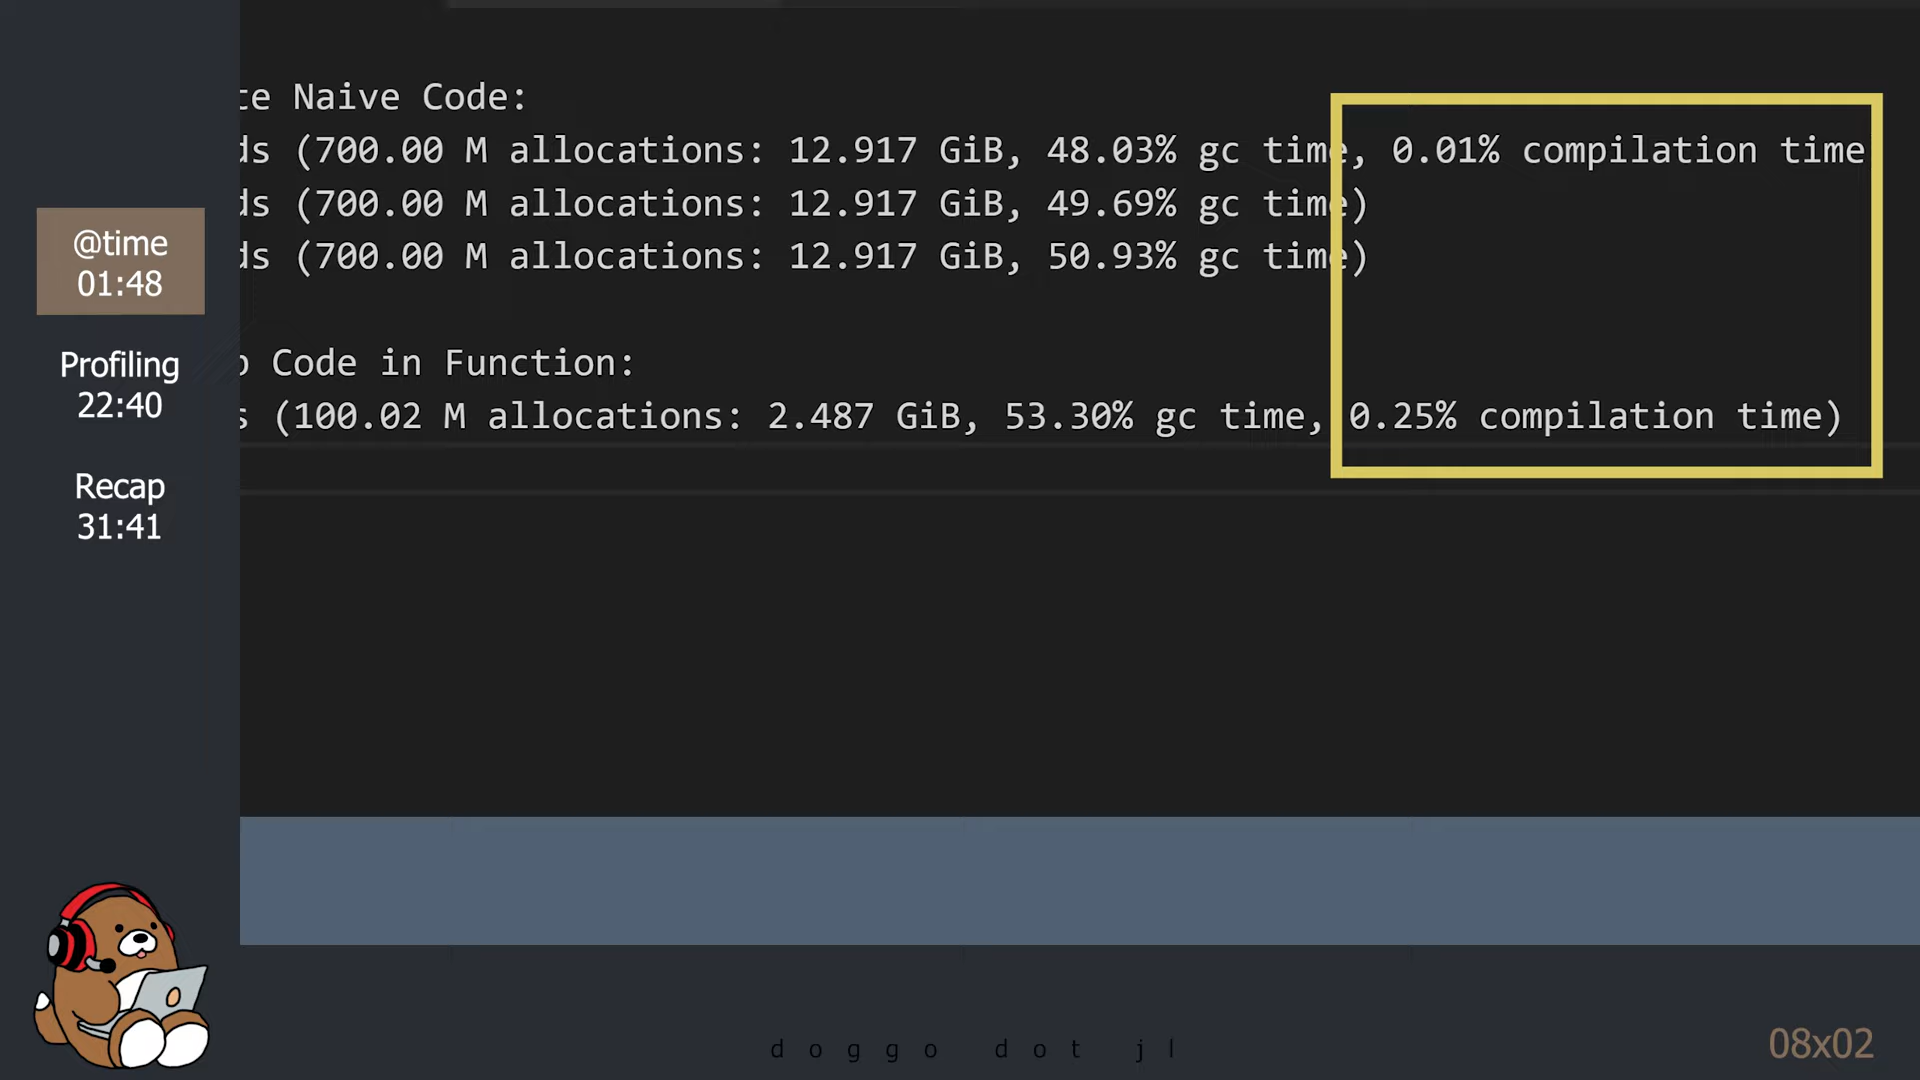 te Naive Code:
ds (700.00 M allocations: 12.917 GiB, 48.03% gc time, 0.01% compilation time
ds (700.00 M allocations: 12.917 GiB, 49.69% gc time)
ds (700.00 M allocations: 12.917 GiB, 50.93% gc time)
Code in Function:
s (100.02 M allocations: 2.487 GiB, 53.30% gc time, 0.25% compilation time)
@time
01:48
Profiling
22:40
Recap
31:41
doggo dot jl
08x02